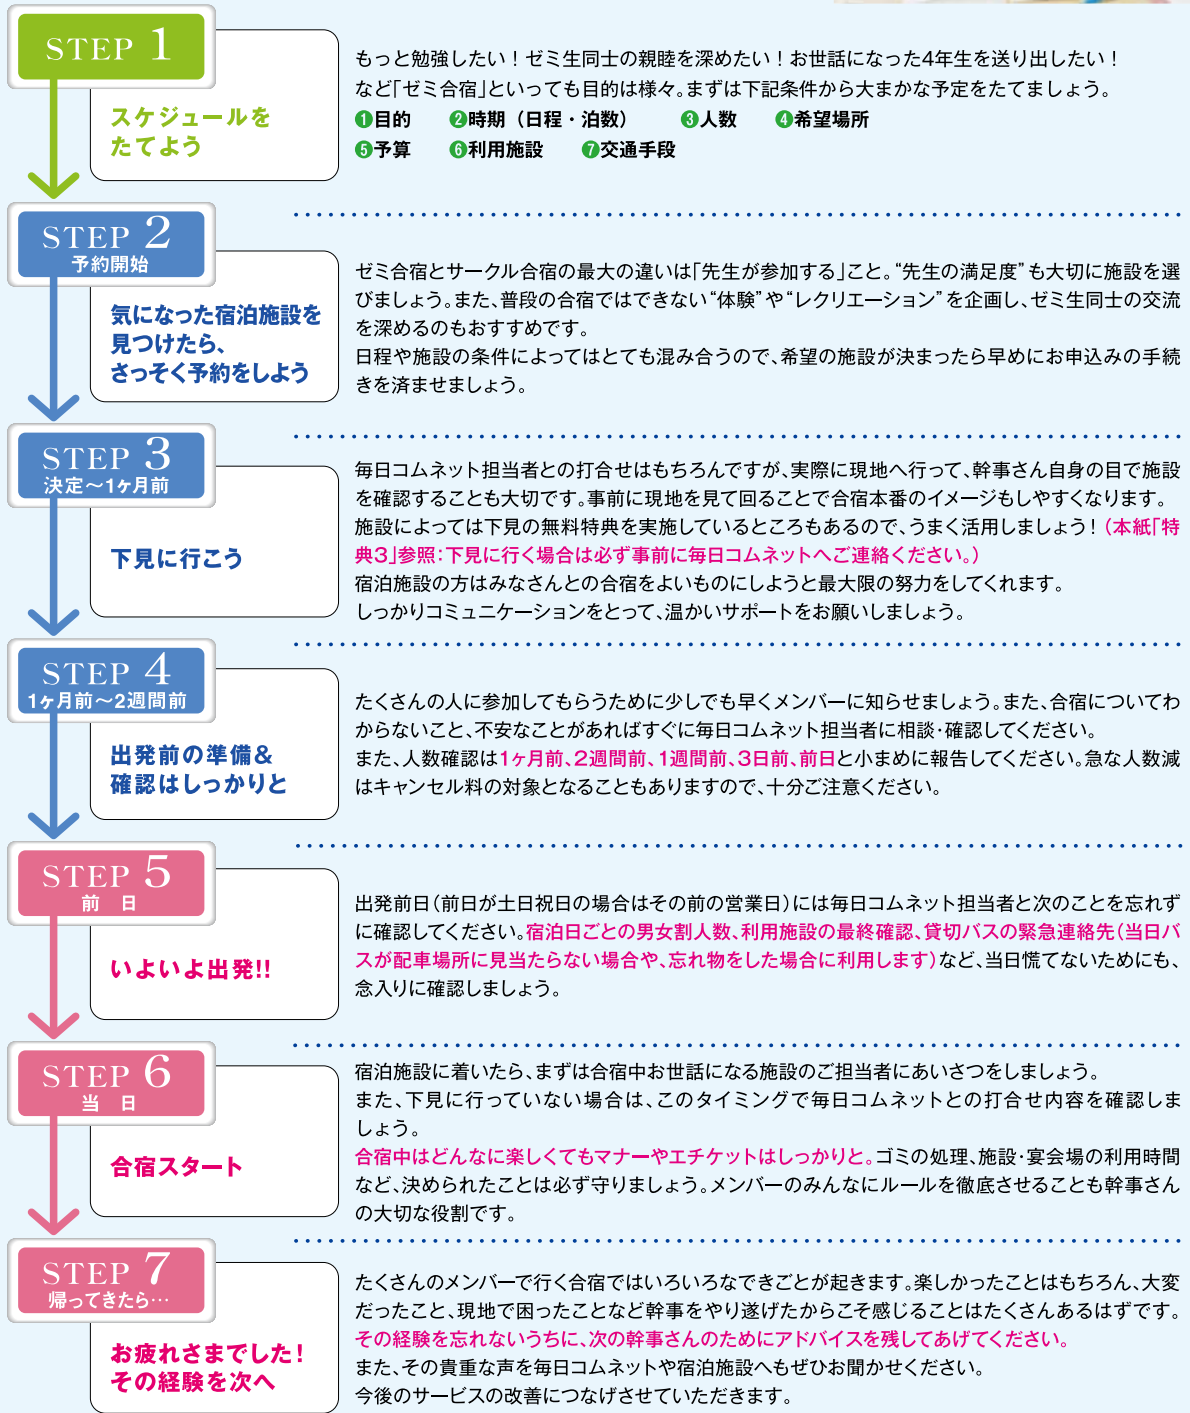 STEP 1
スケジュールを
たてよう
もっと勉強したい！ゼミ生同士の親睦を深めたい！お世話になった4年生を送り出したい！
など「ゼミ合宿」といっても目的は様々。まずは下記条件から大まかな予定をたてましょう。
❶目的 ❷時期（日程・泊数） ❸人数 ❹希望場所
❺予算 ❻利用施設 ❼交通手段
STEP 2
予約開始
気になった宿泊施設を
見つけたら、
さっそく予約をしよう
ゼミ合宿とサークル合宿の最大の違いは「先生が参加する」こと。“先生の満足度”も大切に施設を選
びましょう。また、普段の合宿ではできない“体験”や“レクリエーション”を企画し、ゼミ生同士の交流
を深めるのもおすすめです。
日程や施設の条件によってはとても混み合うので、希望の施設が決まったら早めにお申込みの手続
きを済ませましょう。
STEP 3
決定～1ヶ月前
下見に行こう
毎日コムネット担当者との打合せはもちろんですが、実際に現地へ行って、幹事さん自身の目で施設
を確認することも大切です。事前に現地を見て回ることで合宿本番のイメージもしやすくなります。
施設によっては下見の無料特典を実施しているところもあるので、うまく活用しましょう！（本紙「特
典3」参照：下見に行く場合は必ず事前に毎日コムネットへご連絡ください。）
宿泊施設の方はみなさんとの合宿をよいものにしようと最大限の努力をしてくれます。
しっかりコミュニケーションをとって、温かいサポートをお願いしましょう。
STEP 4
1ヶ月前～2週間前
出発前の準備＆
確認はしっかりと
たくさんの人に参加してもらうために少しでも早くメンバーに知らせましょう。また、合宿についてわ
からないこと、不安なことがあればすぐに毎日コムネット担当者に相談・確認してください。
また、人数確認は1ヶ月前、2週間前、1週間前、3日前、前日と小まめに報告してください。急な人数減
はキャンセル料の対象となることもありますので、十分ご注意ください。
STEP 5
前 日
いよいよ出発!!
出発前日（前日が土日祝日の場合はその前の営業日）には毎日コムネット担当者と次のことを忘れず
に確認してください。宿泊日ごとの男女割人数、利用施設の最終確認、貸切バスの緊急連絡先（当日バ
スが配車場所に見当たらない場合や、忘れ物をした場合に利用します）など、当日慌てないためにも、
念入りに確認しましょう。
STEP 6
当 日
合宿スタート
宿泊施設に着いたら、まずは合宿中お世話になる施設のご担当者にあいさつをしましょう。
また、下見に行っていない場合は、このタイミングで毎日コムネットとの打合せ内容を確認しま
しょう。
合宿中はどんなに楽しくてもマナーやエチケットはしっかりと。ゴミの処理、施設・宴会場の利用時間
など、決められたことは必ず守りましょう。メンバーのみんなにルールを徹底させることも幹事さん
の大切な役割です。
STEP 7
帰ってきたら…
お疲れさまでした！
その経験を次へ
たくさんのメンバーで行く合宿ではいろいろなできごとが起きます。楽しかったことはもちろん、大変
だったこと、現地で困ったことなど幹事をやり遂げたからこそ感じることはたくさんあるはずです。
その経験を忘れないうちに、次の幹事さんのためにアドバイスを残してあげてください。
また、その貴重な声を毎日コムネットや宿泊施設へもぜひお聞かせください。
今後のサービスの改善につなげさせていただきます。